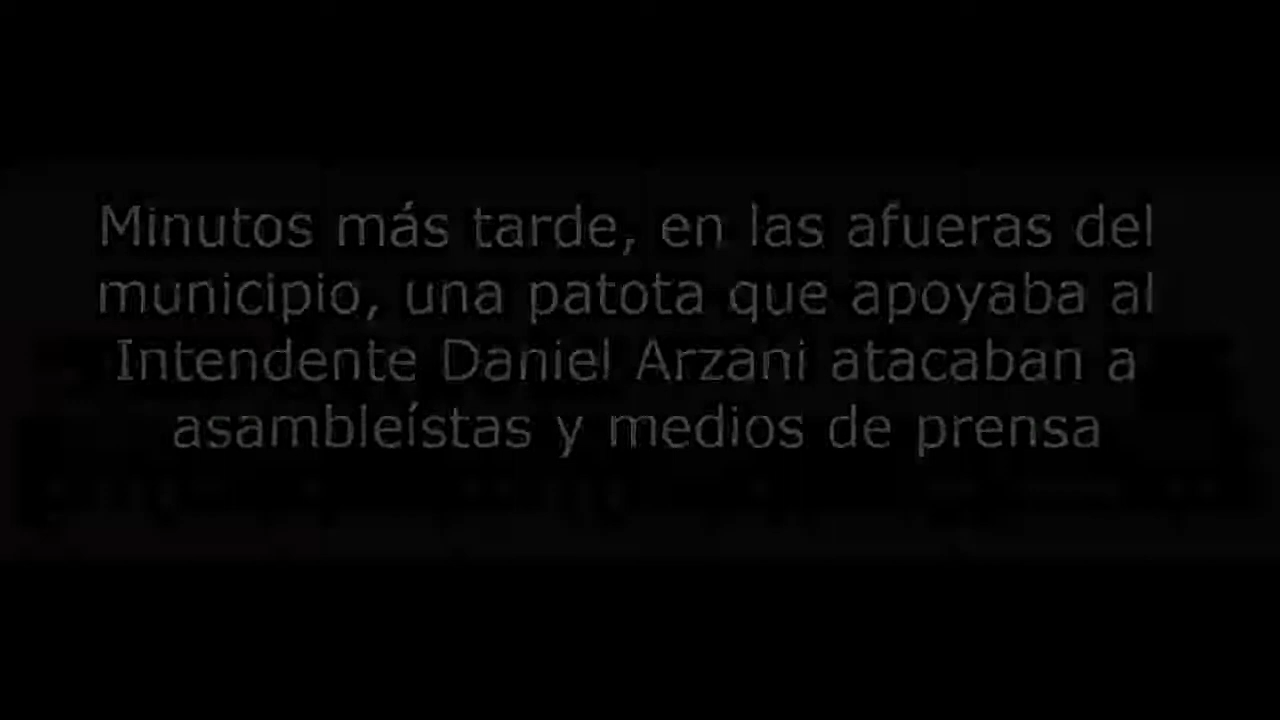 Minutos más tarde, en las afueras del
municipio, una patota que apoyaba al
Intendente Daniel Arzani atacaban a
asambleístas y medios de prensa